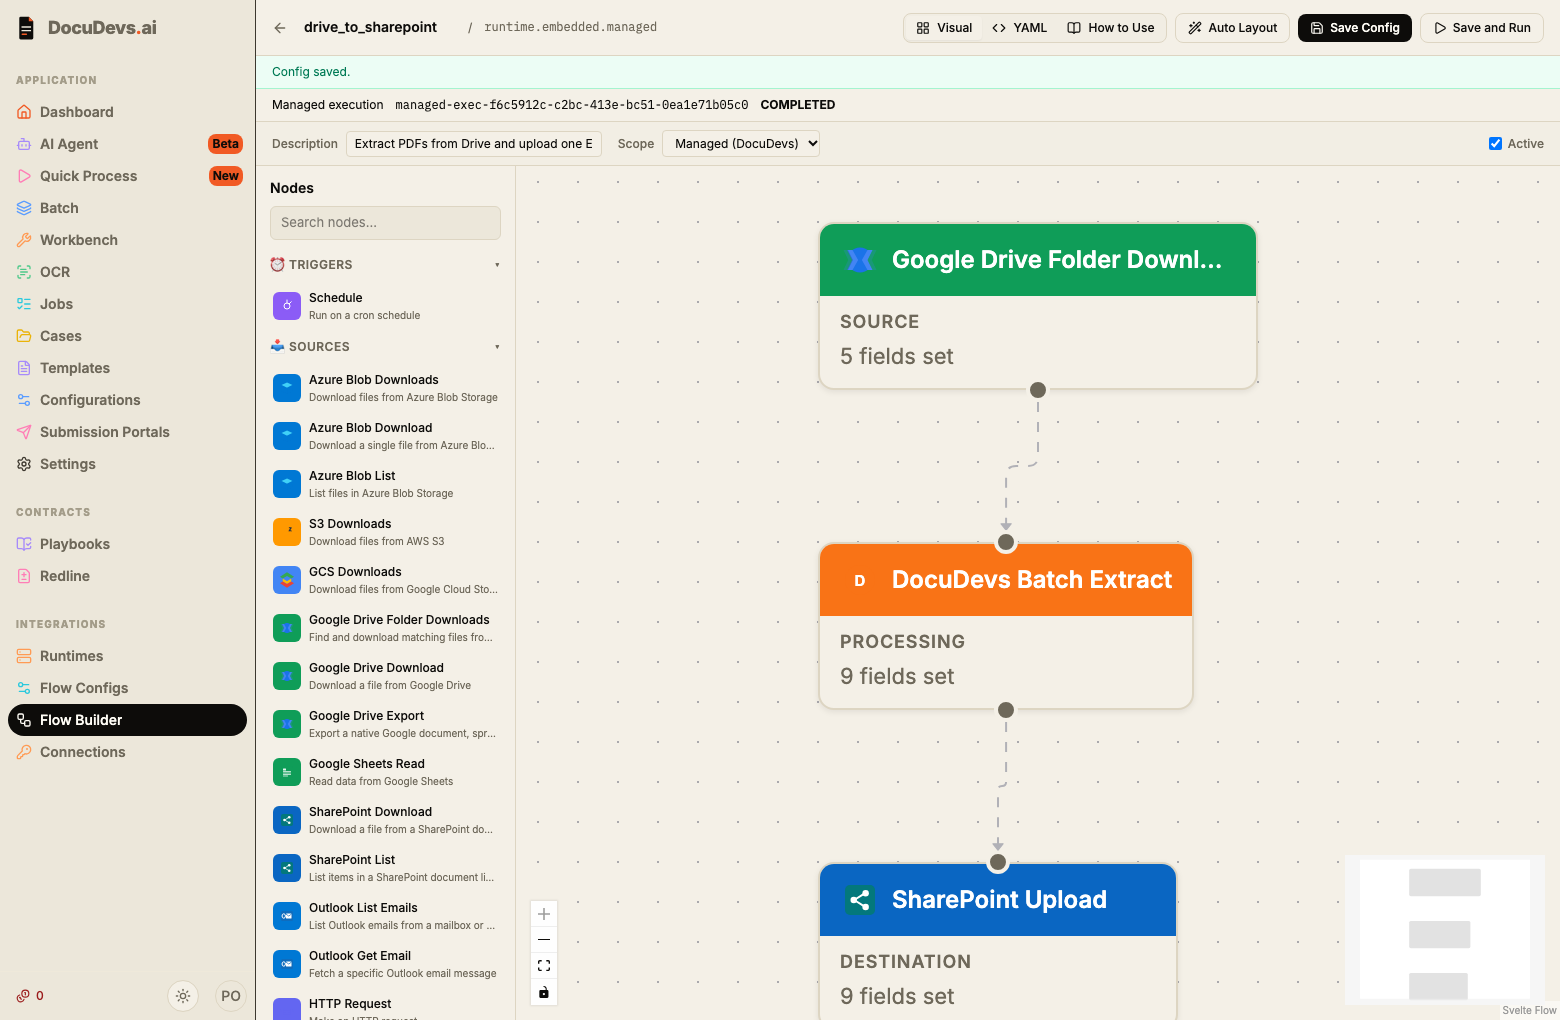 DocuDevs.ai
APPLICATION
Dashboard
AI Agent
Beta
Quick Process
New
Batch
Workbench
OCR
Jobs
Cases
Templates
Configurations
Submission Portals
Settings
CONTRACTS
Playbooks
Redline
INTEGRATIONS
Runtimes
Flow Configs
Flow Builder
Connections
0
PO
drive_to_sharepoint / runtime.embedded.managed
Visual
YAML
How to Use
Auto Layout
Save Config
Save and Run
Config saved.
Managed execution managed-exec-f6c5912c-c2bc-413e-bc51-0ea1e71b05c0 COMPLETED
Description Extract PDFs from Drive and upload one E Scope Managed (DocuDevs) Active
Nodes
Search nodes...
TRIGGERS
Schedule
Run on a cron schedule
SOURCES
Azure Blob Downloads
Download files from Azure Blob Storage
Azure Blob Download
Download a single file from Azure Blo...
Azure Blob List
List files in Azure Blob Storage
S3 Downloads
Download files from AWS S3
GCS Downloads
Download files from Google Cloud Sto...
Google Drive Folder Downloads
Find and download matching files fro...
Google Drive Download
Download a file from Google Drive
Google Drive Export
Export a native Google document, spr...
Google Sheets Read
Read data from Google Sheets
SharePoint Download
Download a file from a SharePoint do...
SharePoint List
List items in a SharePoint document li...
Outlook List Emails
List Outlook emails from a mailbox or ...
Outlook Get Email
Fetch a specific Outlook email message
HTTP Request
Google Drive Folder Downl...
SOURCE
5 fields set
D
DocuDevs Batch Extract
PROCESSING
9 fields set
SharePoint Upload
DESTINATION
9 fields set
Svelte Flow